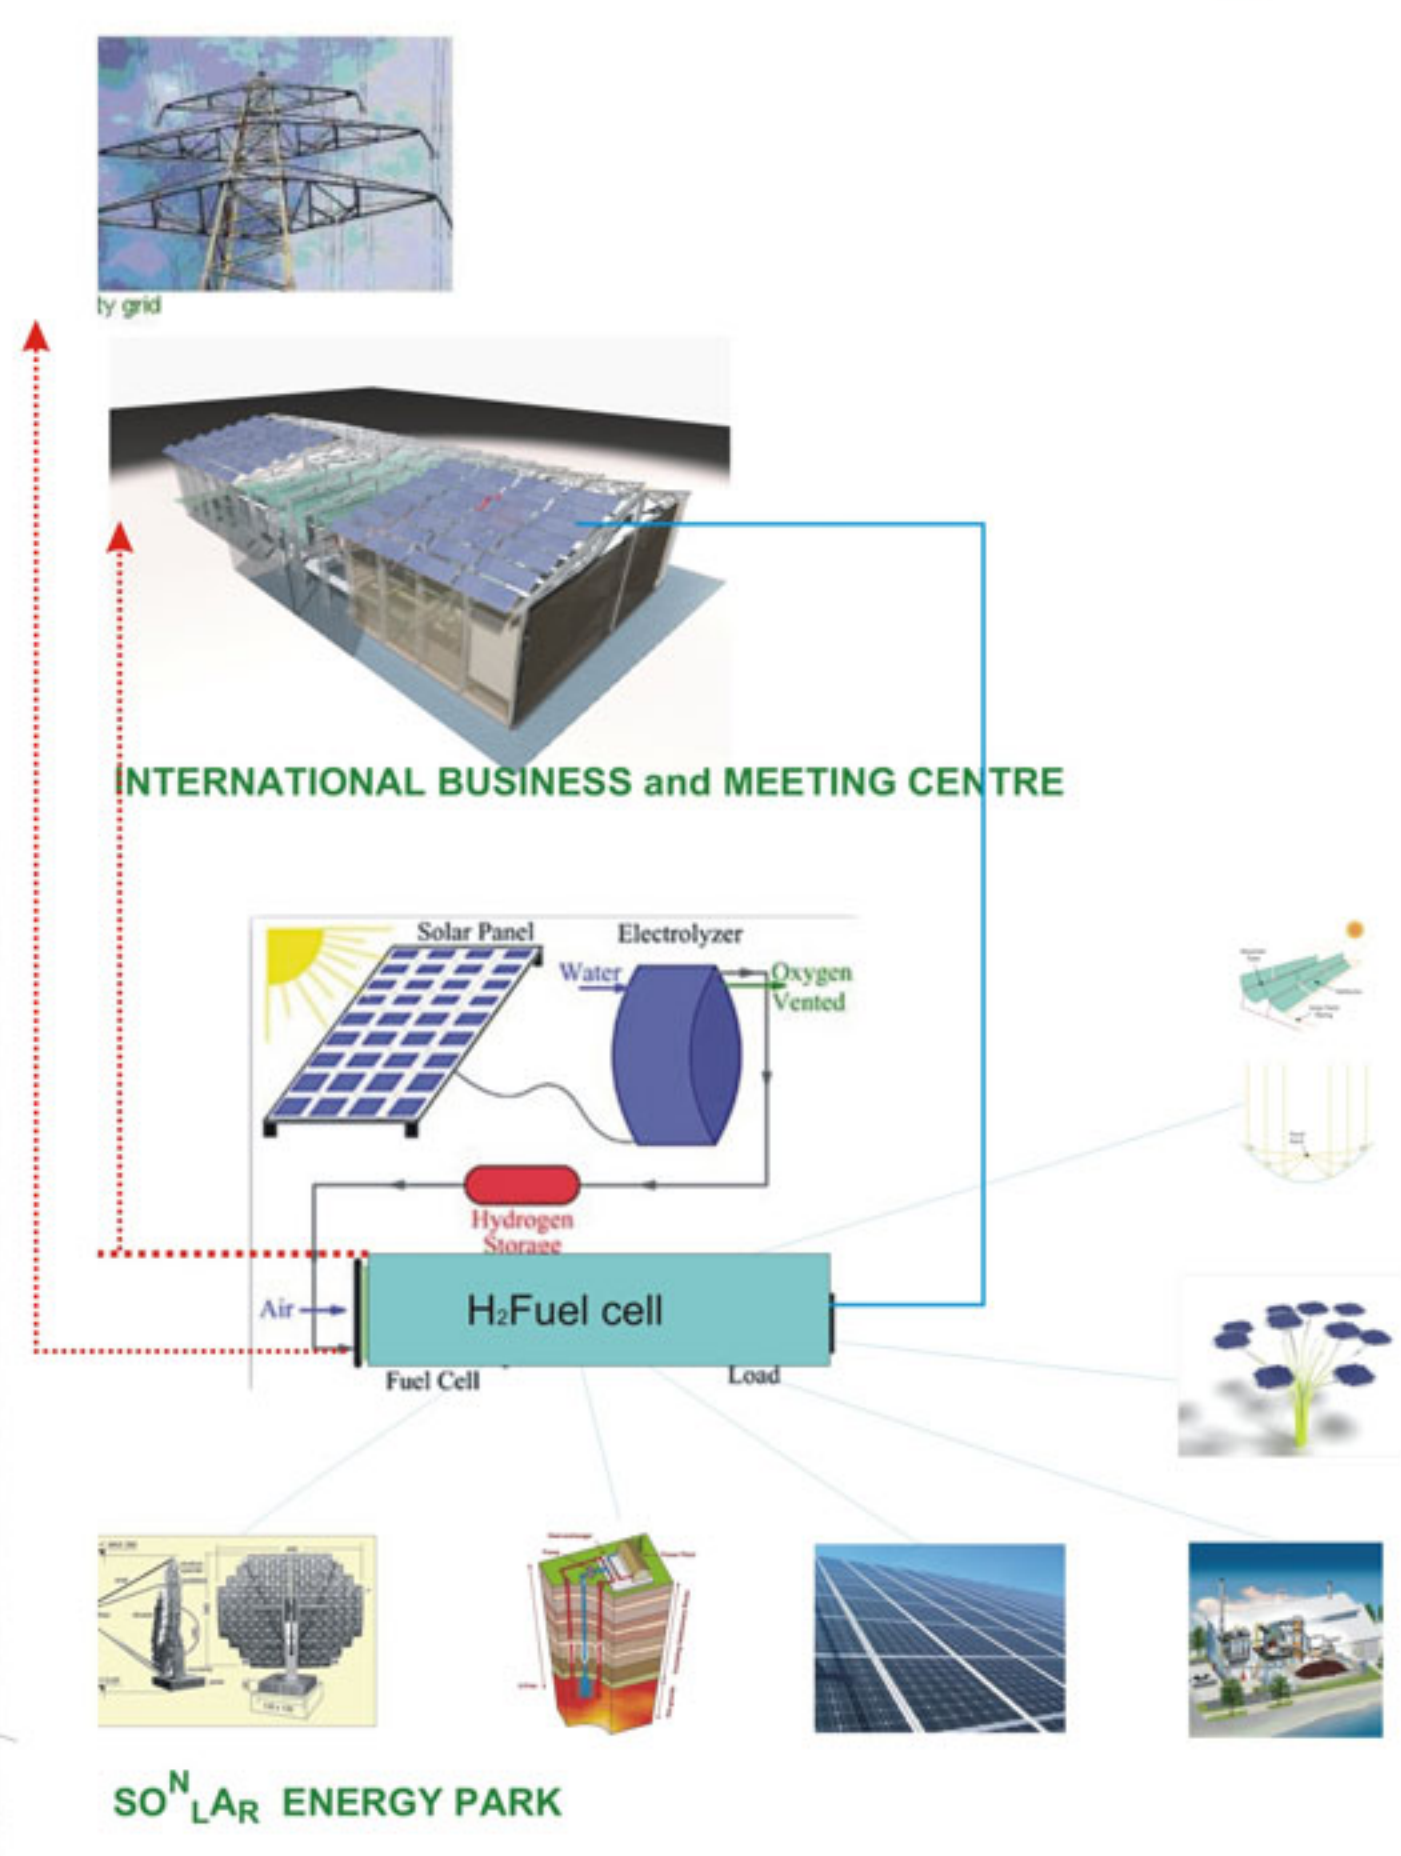 ty grid
INTERNATIONAL BUSINESS and MEETING CENTRE
Solar Panel
Electrolyzer
Water
Oxygen
Vented
Hydrogen
Storage
Air
H₂Fuel cell
Fuel Cell
Load
SOᴺLAR ENERGY PARK